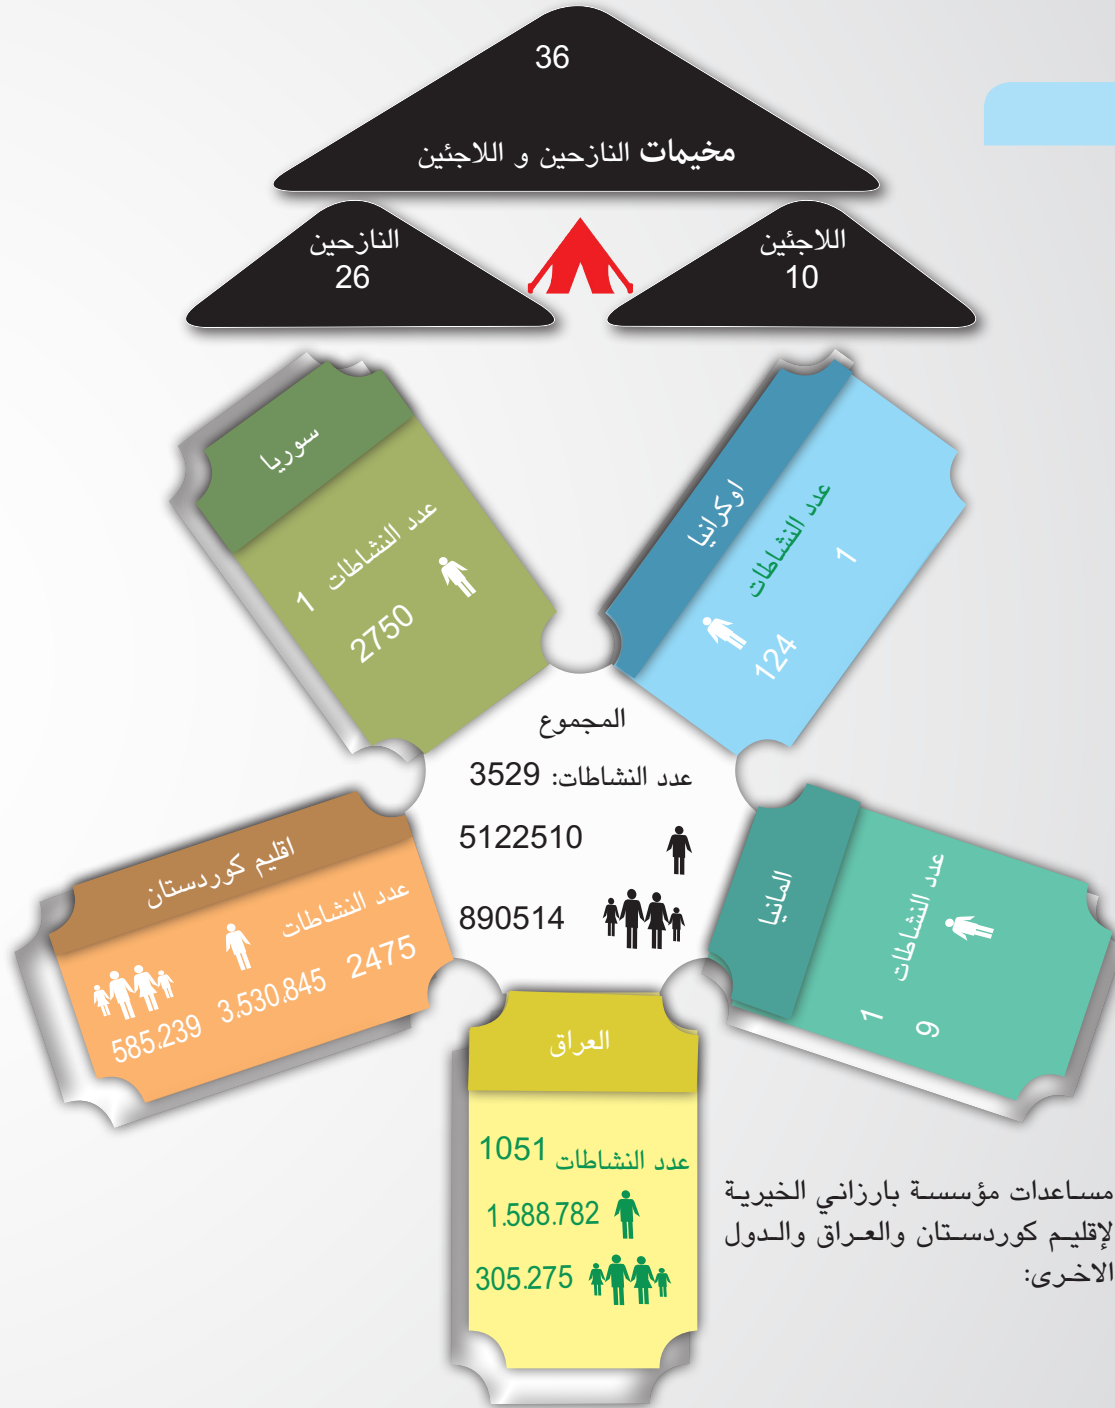 36
مخيمات النازحين و اللاجئين
اللاجئين
10
النازحين
26
اوكرانيا
عدد النشاطات
1
124
سوريا
عدد النشاطات 1
2750
المجموع
عدد النشاطات: 3529
5122510
890514
المانيا
عدد النشاطات
1
9
اقليم كوردستان
عدد النشاطات
2475
3.530.845
585.239
العراق
عدد النشاطات 1051
1.588.782
305.275
مساعدات مؤسسة بارزاني الخيرية
لإقليم كوردستان والعراق والدول
الاخرى: